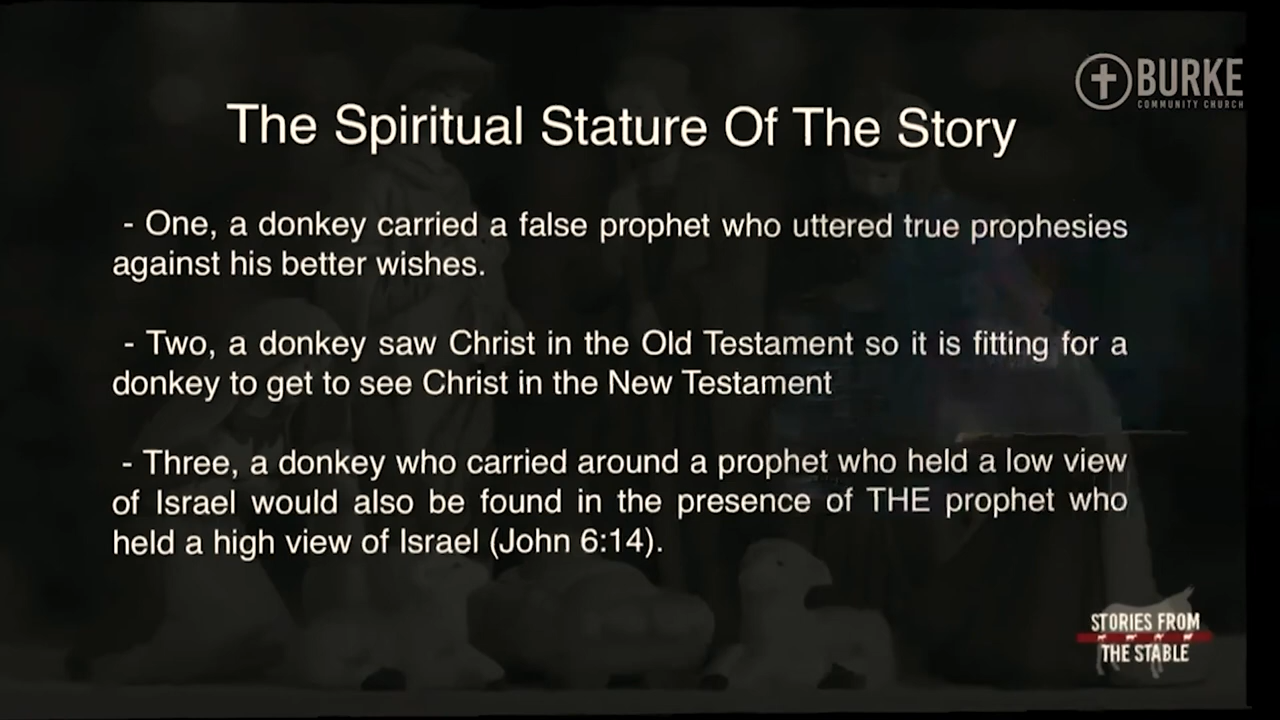 BURKE
COMMUNITY CHURCH
The Spiritual Stature Of The Story
- One, a donkey carried a false prophet who uttered true prophesies
against his better wishes.
- Two, a donkey saw Christ in the Old Testament so it is fitting for a
donkey to get to see Christ in the New Testament
- Three, a donkey who carried around a prophet who held a low view
of Israel would also be found in the presence of THE prophet who
held a high view of Israel (John 6:14).
STORIES FROM
THE STABLE